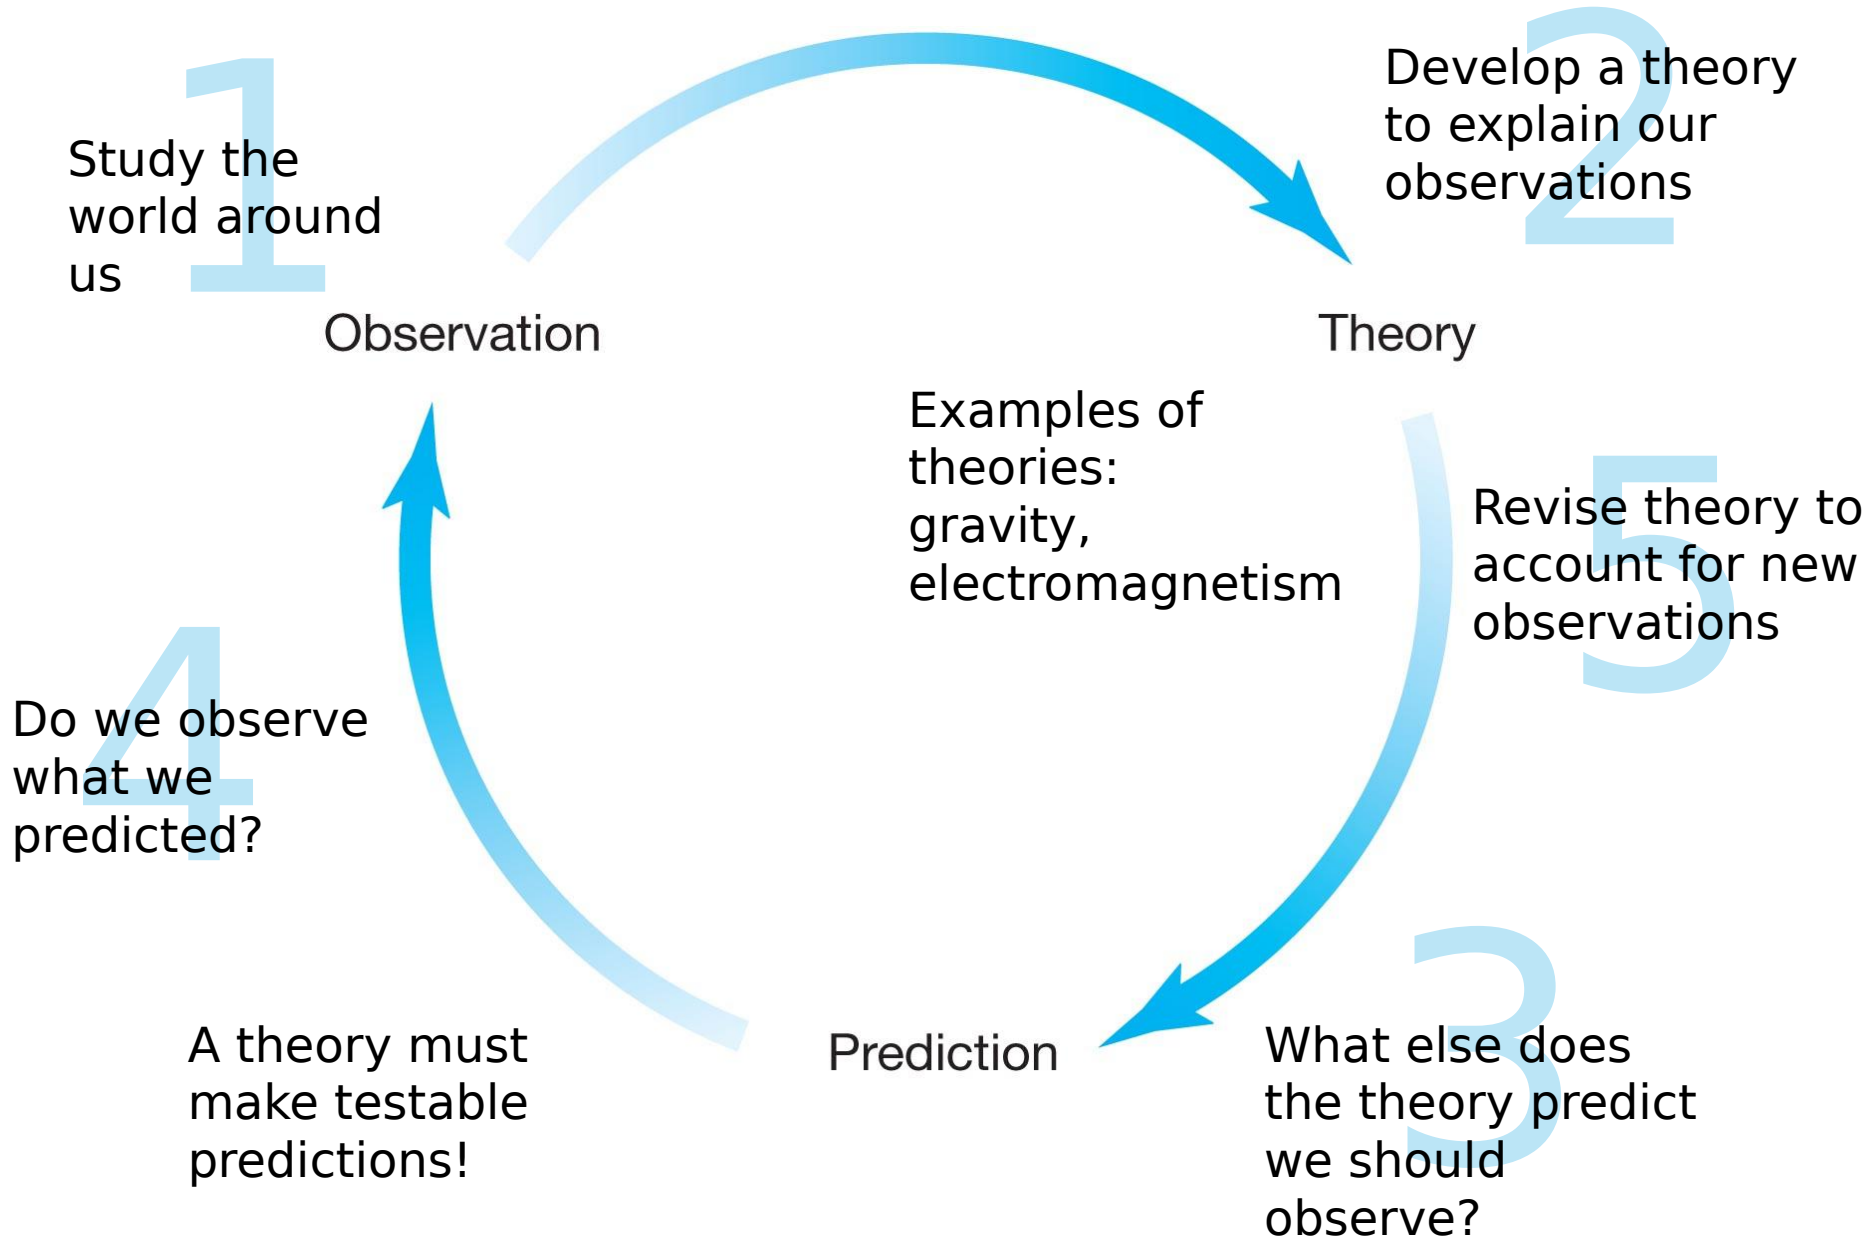 1
Study the
world around
us
2
Develop a theory
to explain our
observations
Observation
Theory
Examples of
theories:
gravity,
electromagnetism
5
Revise theory to
account for new
observations
4
Do we observe
what we
predicted?
A theory must
make testable
predictions!
Prediction
3
What else does
the theory predict
we should
observe?